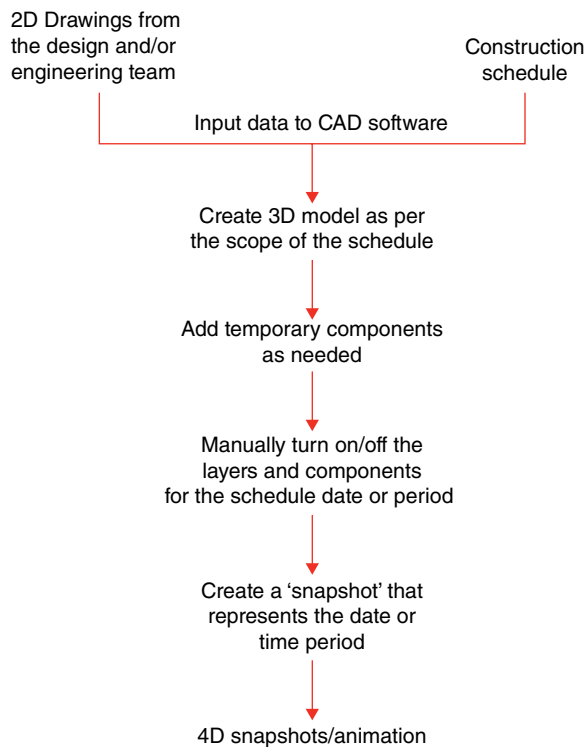 2D Drawings from
the design and/or
engineering team
Construction
schedule
Input data to CAD software
Create 3D model as per
the scope of the schedule
Add temporary components
as needed
Manually turn on/off the
layers and components
for the schedule date or period
Create a ‘snapshot’ that
represents the date or
time period
4D snapshots/animation